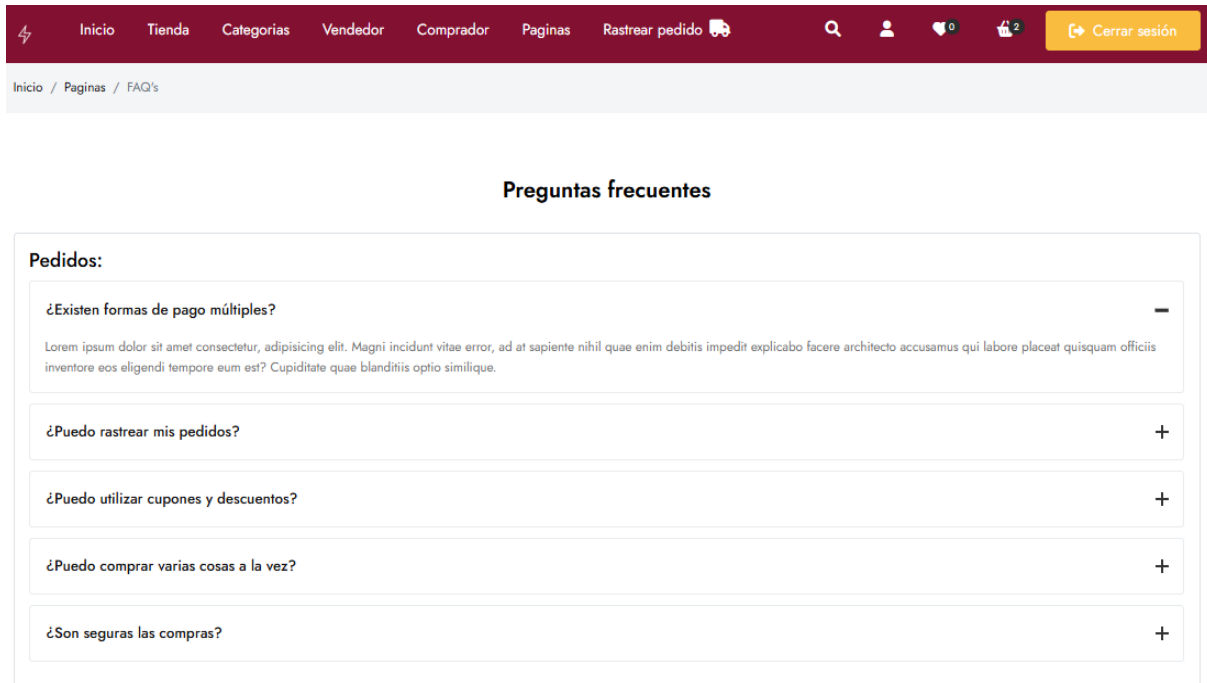 Inicio Tienda Categorias Vendedor Comprador Paginas Rastrear pedido 0 2 Cerrar sesión
Inicio / Paginas / FAQ's
Preguntas frecuentes
Pedidos:
¿Existen formas de pago múltiples?
Lorem ipsum dolor sit amet consectetur, adipisicing elit. Magni incidunt vitae error, ad at sapiente nihil quae enim debitis impedit explicabo facere architecto accusamus qui labore placeat quisquam officiis
inventore eos eligendi tempore eum est? Cupiditate quae blanditiis optio similique.
¿Puedo rastrear mis pedidos?
¿Puedo utilizar cupones y descuentos?
¿Puedo comprar varias cosas a la vez?
¿Son seguras las compras?